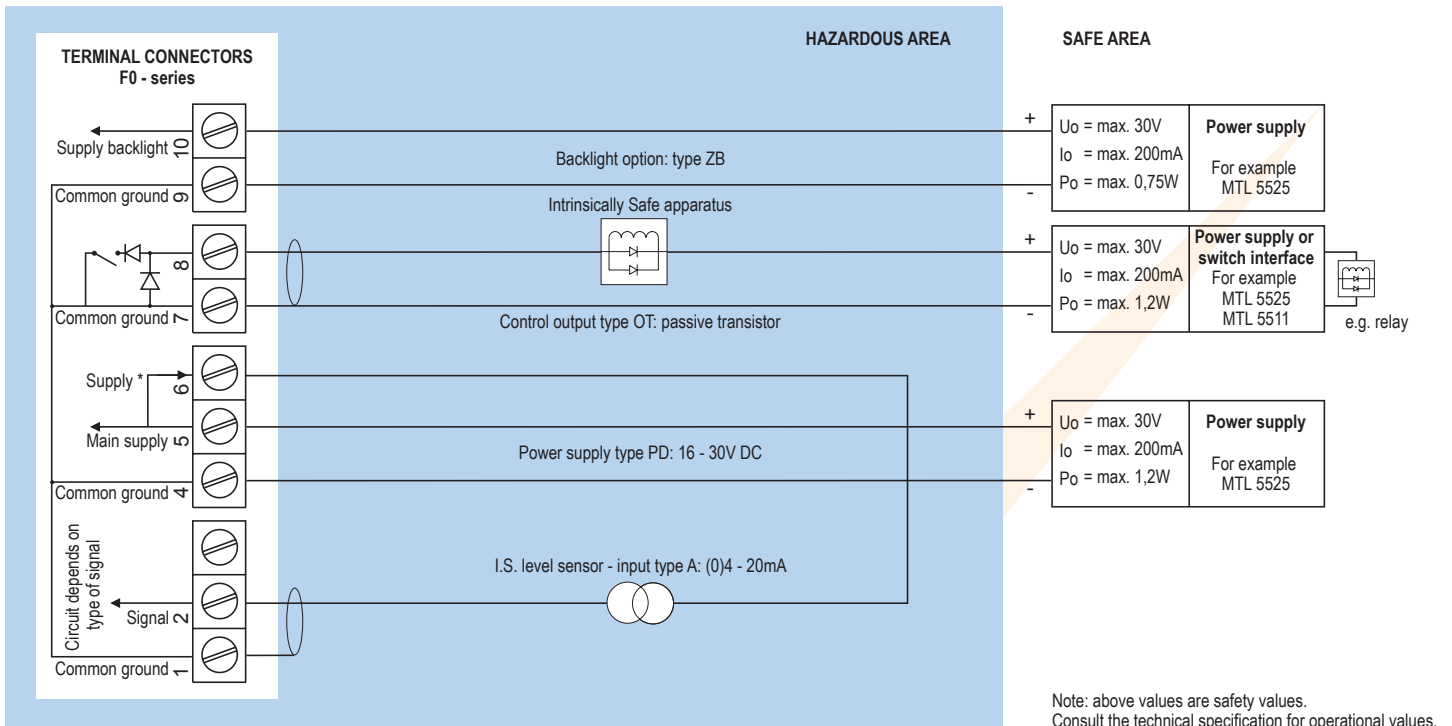 HAZARDOUS AREA
SAFE AREA
TERMINAL CONNECTORS
F0 - series
Supply backlight 10
Common ground 9
8
Common ground 7
Supply * 6
Main supply 5
Common ground 4
Circuit depends on
type of signal
Signal 2
Common ground 1
Backlight option: type ZB
Intrinsically Safe apparatus
Control output type OT: passive transistor
Power supply type PD: 16 - 30V DC
I.S. level sensor - input type A: (0)4 - 20mA
+
-
Uo = max. 30V
Io = max. 200mA
Po = max. 0,75W
Power supply
For example
MTL 5525
+
-
Uo = max. 30V
Io = max. 200mA
Po = max. 1,2W
Power supply or
switch interface
For example
MTL 5525
MTL 5511
e.g. relay
+
-
Uo = max. 30V
Io = max. 200mA
Po = max. 1,2W
Power supply
For example
MTL 5525
Note: above values are safety values.
Consult the technical specification for operational values.